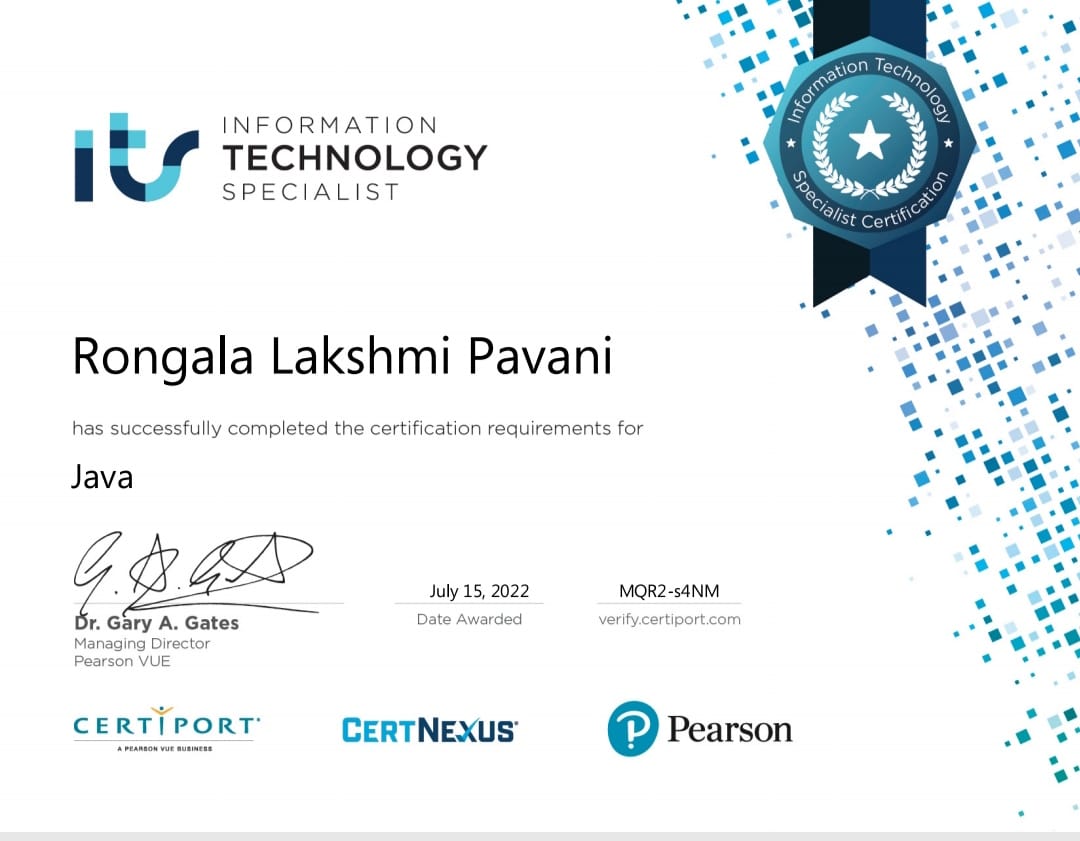 its
INFORMATION
TECHNOLOGY
SPECIALIST
Information Technology
Specialist Certification
Rongala Lakshmi Pavani
has successfully completed the certification requirements for
Java
July 15, 2022
MQR2-s4NM
Dr. Gary A. Gates
Date Awarded
verify.certiport.com
Managing Director
Pearson VUE
CERTIPORT
A PEARSON VUE BUSINESS
CERTNEXUS
P Pearson